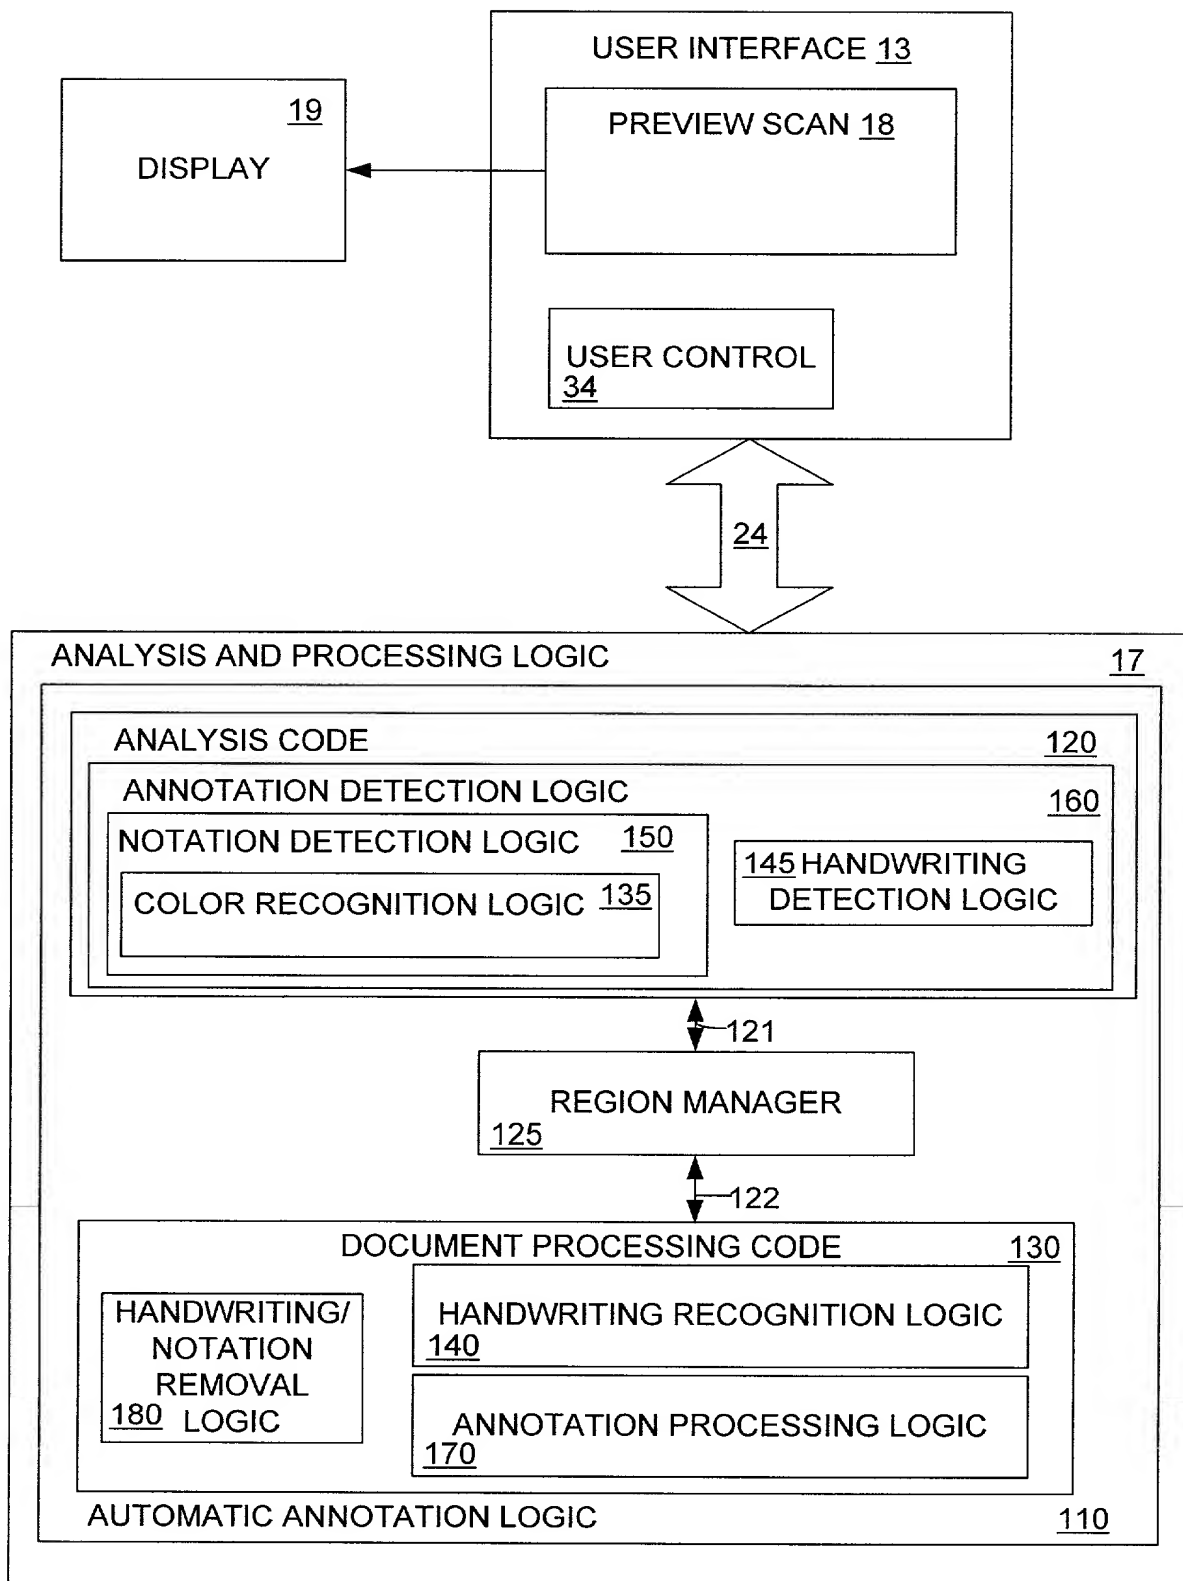 USER INTERFACE 13
19
DISPLAY
PREVIEW SCAN 18
USER CONTROL
34
24
ANALYSIS AND PROCESSING LOGIC 17
ANALYSIS CODE 120
ANNOTATION DETECTION LOGIC 160
NOTATION DETECTION LOGIC 150
COLOR RECOGNITION LOGIC 135
145 HANDWRITING
DETECTION LOGIC
121
REGION MANAGER
125
122
DOCUMENT PROCESSING CODE 130
HANDWRITING/
NOTATION
REMOVAL
180 LOGIC
HANDWRITING RECOGNITION LOGIC
140
ANNOTATION PROCESSING LOGIC
170
AUTOMATIC ANNOTATION LOGIC 110